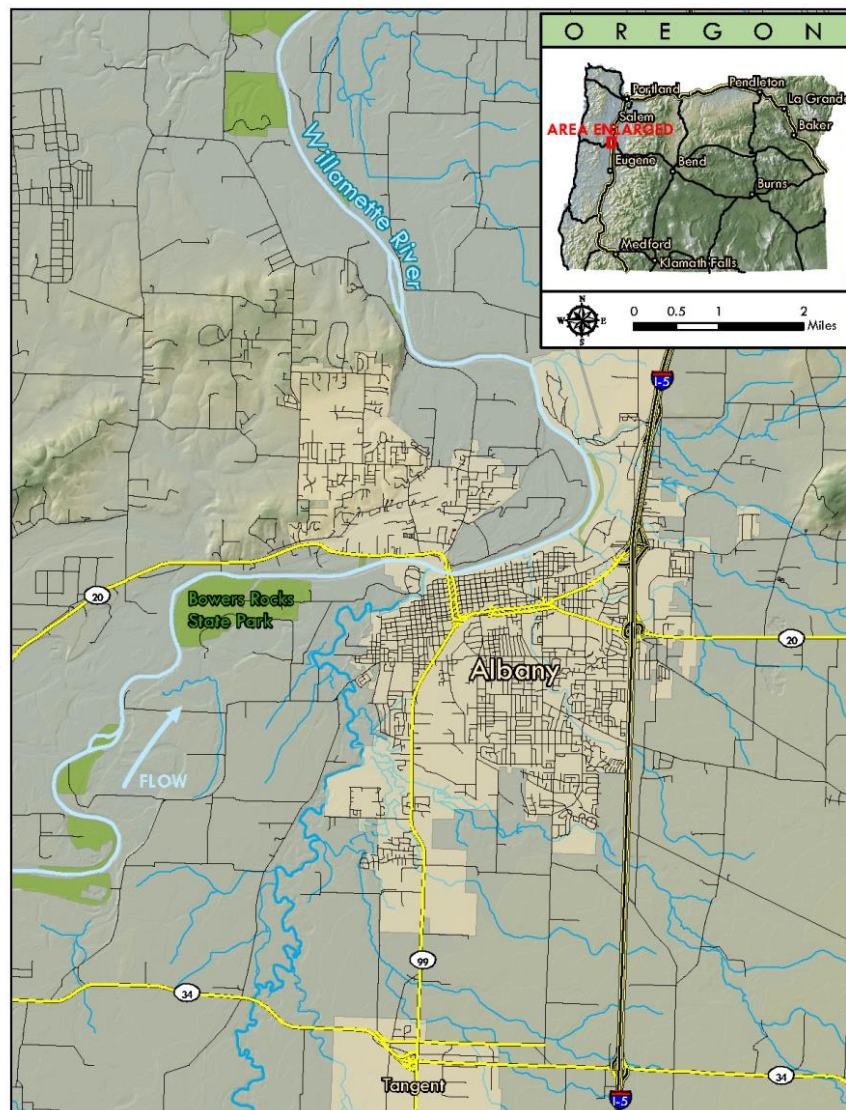 OREGON
Portland
Pendleton
La Grande
Salem
Baker
AREA ENLARGED
Eugene
Bend
Burns
Medford
Klamath Falls
N
W E
S
0 0.5 1 2
Miles
Willamette River
I-5
20
Bowers Rocks
State Park
20
Albany
FLOW
99
34
34
Tangent
I-5